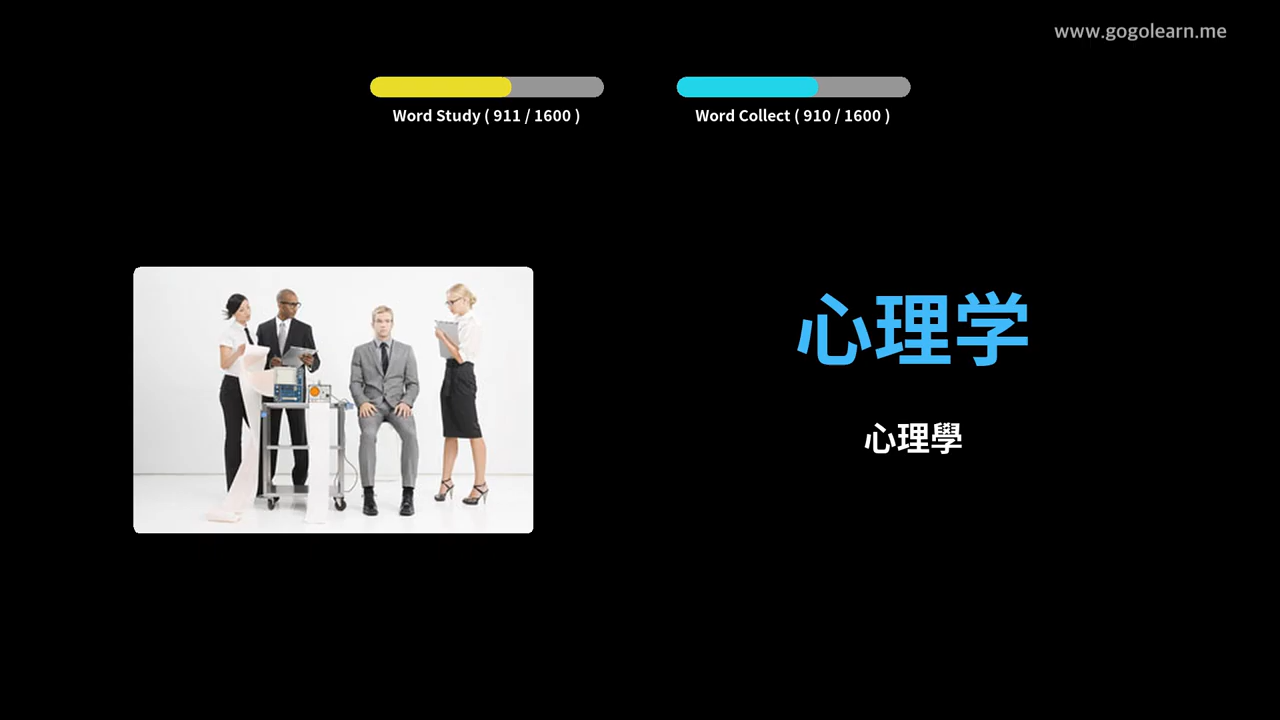 www.gogolearn.me
Word Study ( 911 / 1600 )
Word Collect ( 910 / 1600 )
心理学
心理學